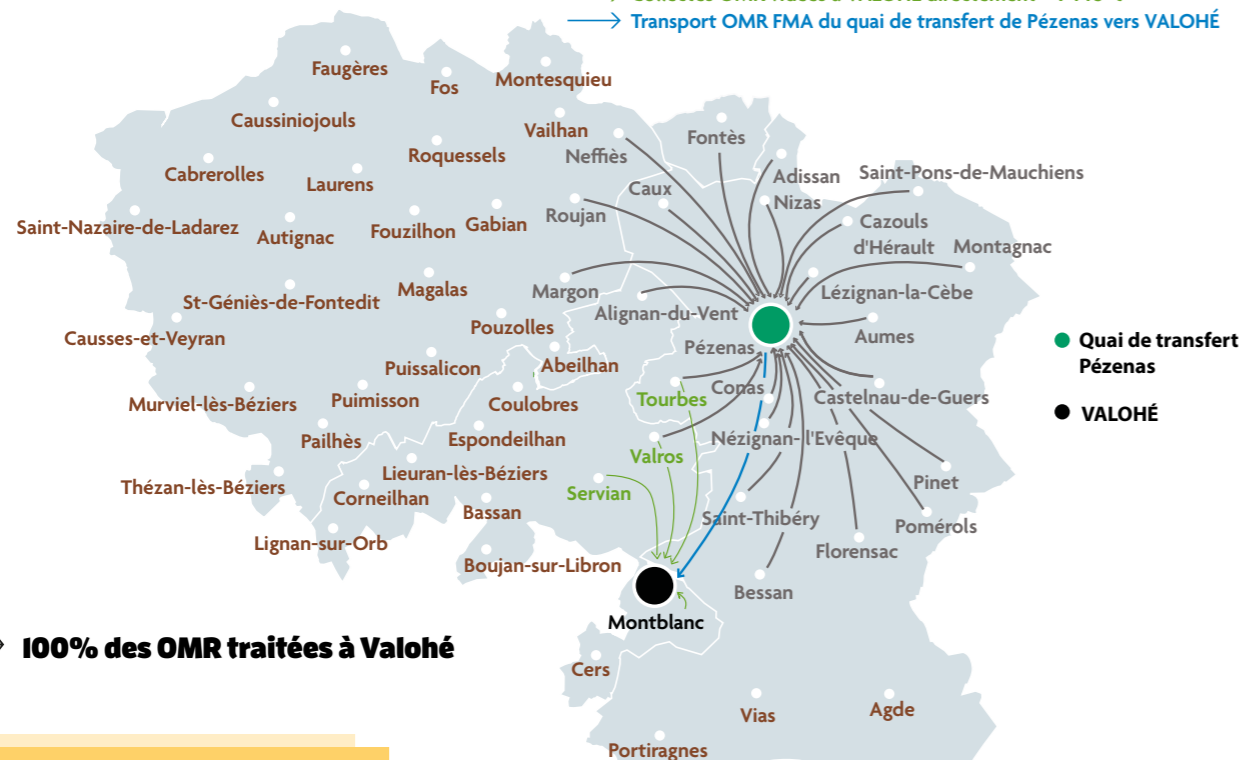 Transport OMR FMA du quai de transfert de Pézenas vers VALOHÉ
Faugères
Fos
Montesquieu
Caussiniojouls
Vailhan
Fontès
Roquessels
Neffiès
Cabrerolles
Laurens
Caux
Adissan
Saint-Pons-de-Mauchiens
Nizas
Roujan
Saint-Nazaire-de-Ladarez
Autignac
Fouzilhon
Gabian
Cazouls
d'Hérault
Montagnac
St-Géniès-de-Fontedit
Magalas
Margon
Lézignan-la-Cèbe
Alignan-du-Vent
Pouzolles
Causses-et-Veyran
Aumes
Pézenas
Quai de transfert
Pézenas
Puissalicon
Abeilhan
Conas
Castelnau-de-Guers
Tourbes
Murviel-lès-Béziers
Puimisson
Coulobres
VALOHÉ
Pailhès
Espondeilhan
Nézignan-l'Evêque
Valros
Lieuran-lès-Béziers
Thézan-lès-Béziers
Corneilhan
Servian
Pinet
Bassan
Saint-Thibéry
Pomérols
Lignan-sur-Orb
Florensac
Boujan-sur-Libron
Bessan
Montblanc
100% des OMR traitées à Valohé
Cers
Vias
Agde
Portiragnes